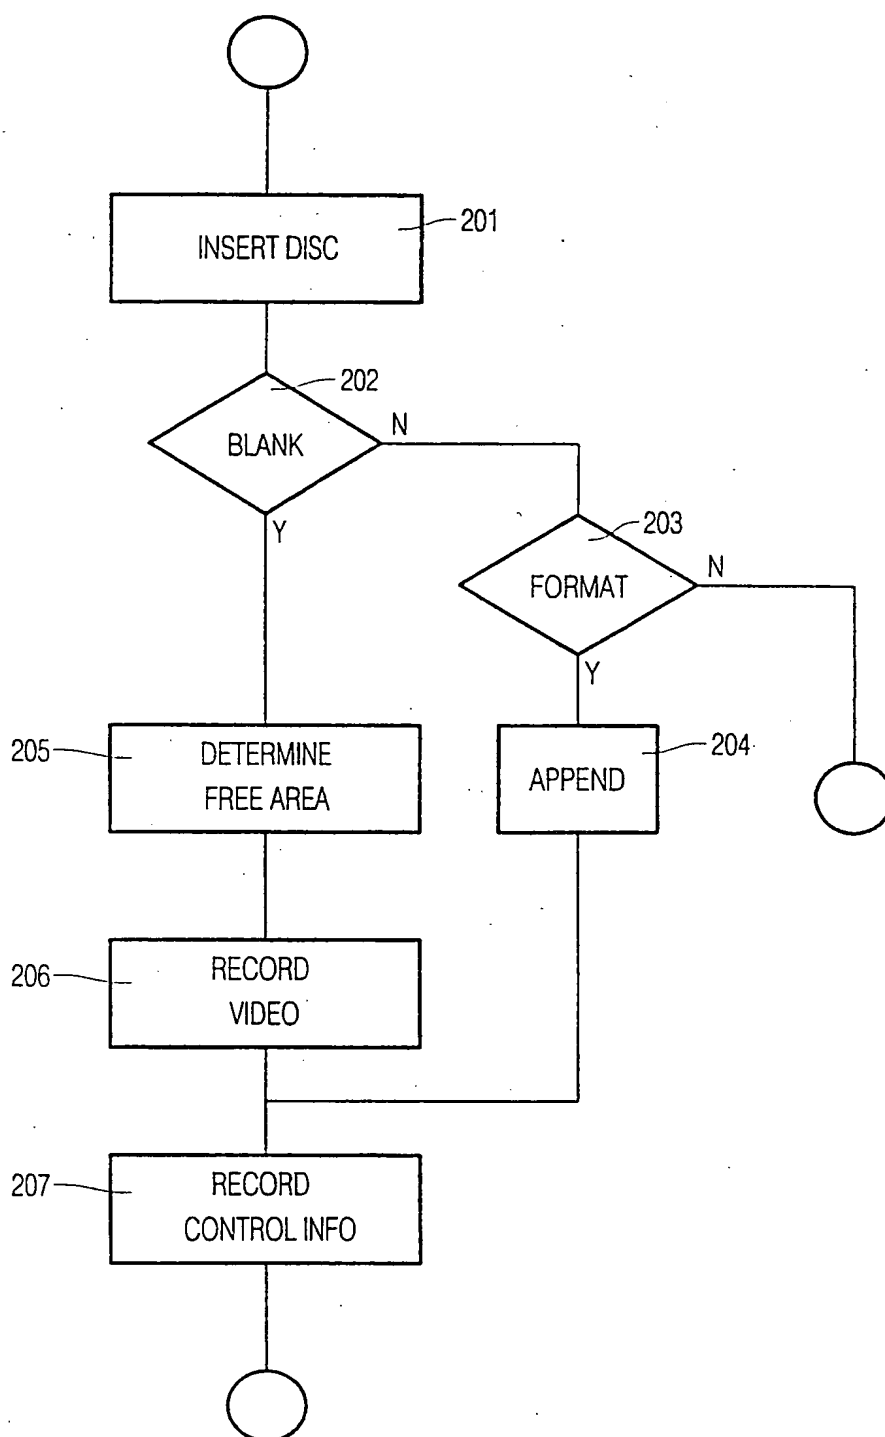 201
INSERT DISC
202
BLANK
N
Y
203
FORMAT
N
Y
205
DETERMINE
FREE AREA
204
APPEND
206
RECORD
VIDEO
207
RECORD
CONTROL INFO